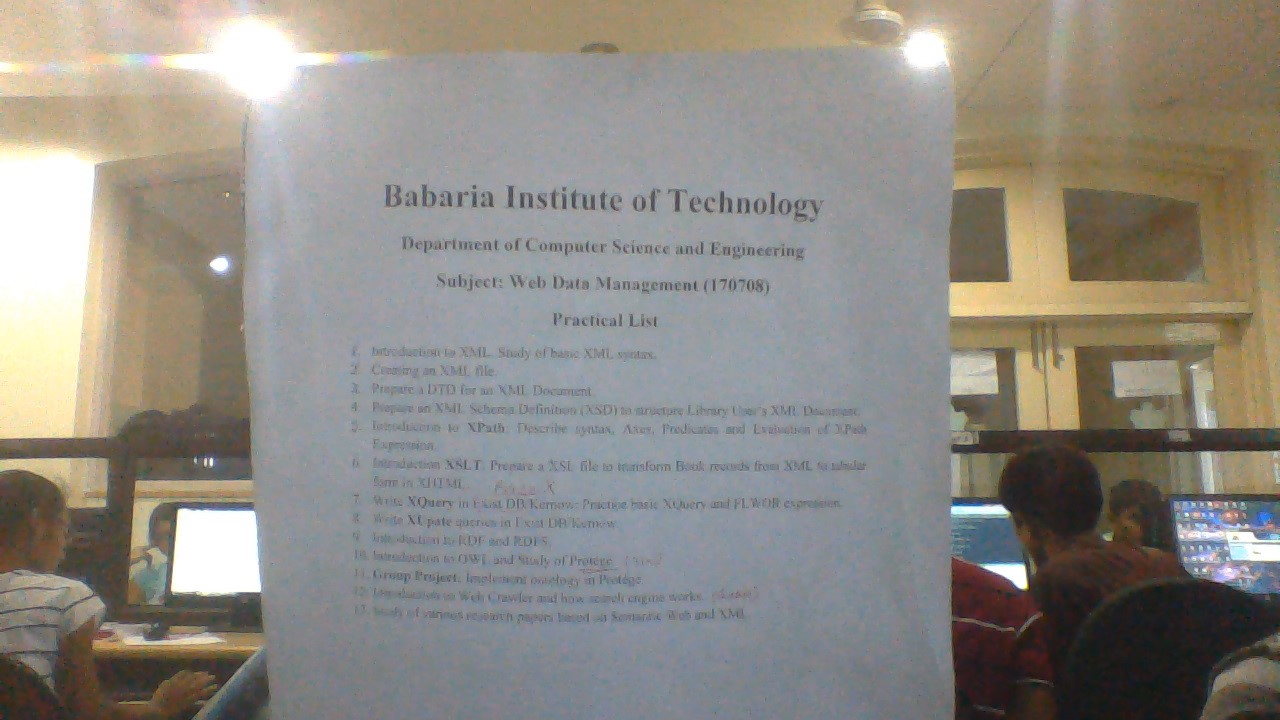 Babaria Institute of Technology
Department of Computer Science and Engineering
Subject: Web Data Management (170708)
Practical List
1. Introduction to XML. Study of basic XML syntax.
2. Creating an XML file.
3. Prepare a DTD for an XML Document.
4. Prepare an XML Schema Definition (XSD) to structure Library User's XML Document.
5. to XPath: Describe syntax, Axes, Predicates and Evaluation of XPath
Expression.
6. Introduction XSLT. Prepare a XSL file to transform Book records from XML to tabular
form in XHTML.
7. Write XQuery in Exist DB/Kernow: Practice basic XQuery and FLWOR expression.
8. Write XUpate queries in Exist DB/Kernow.
9. Introduction to RDF and RDFS.
10. Introduction to OWL and Study of Protege
11. Group Project: Implement ontology in Protege
12. Introduction to Web Crawler and how search engine works.
13. Study of various research papers based on Semantic Web and XML